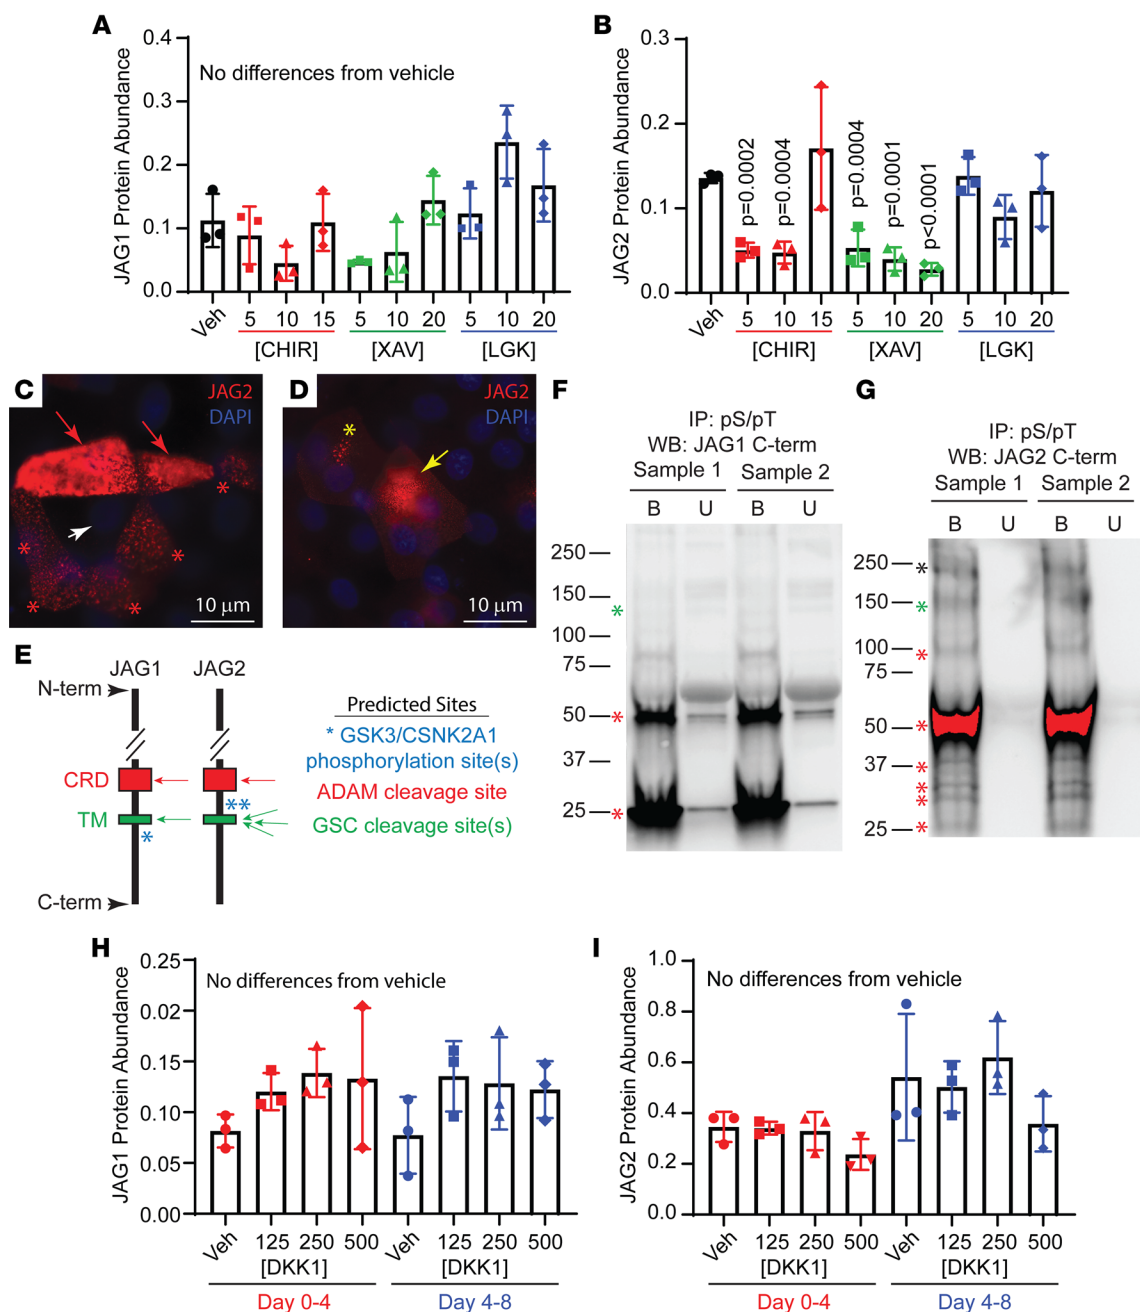 A
JAG1 Protein Abundance
0.4
0.3
0.2
0.1
0.0
No differences from vehicle
Veh 5 10 15 5 10 20 5 10 20
[CHIR] [XAV] [LGK]
B
JAG2 Protein Abundance
0.3
0.2
0.1
0.0
p=0.0002
p=0.0004
p=0.0004
p=0.0001
p<0.0001
Veh 5 10 15 5 10 20 5 10 20
[CHIR] [XAV] [LGK]
C
JAG2
DAPI
*
*
*
*
*
10 µm
D
JAG2
DAPI
*
10 µm
E
JAG1 JAG2
N-term
CRD
TM
**
*
C-term
Predicted Sites
* GSK3/CSNK2A1
phosphorylation site(s)
ADAM cleavage site
GSC cleavage site(s)
F
IP: pS/pT
WB: JAG1 C-term
Sample 1 Sample 2
B U B U
250
150
*
100
75
50 *
37
25 *
G
IP: pS/pT
WB: JAG2 C-term
Sample 1 Sample 2
B U B U
250 *
150 *
100 *
75
50 *
37 *
*
*
25 *
H
JAG1 Protein Abundance
0.25
0.02
0.15
0.10
0.05
0.00
No differences from vehicle
Veh 125 250 500 Veh 125 250 500
[DKK1] [DKK1]
Day 0-4 Day 4-8
I
JAG2 Protein Abundance
1.0
0.8
0.6
0.4
0.2
0.0
No differences from vehicle
Veh 125 250 500 Veh 125 250 500
[DKK1] [DKK1]
Day 0-4 Day 4-8